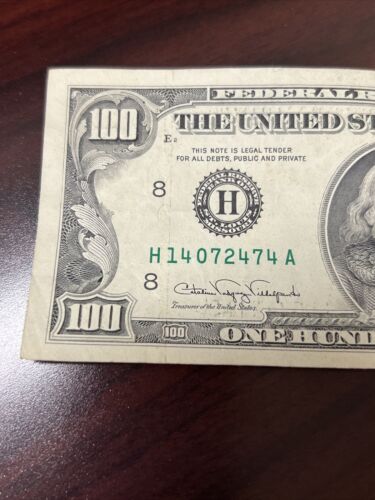 FEDERAL R
100
THE UNITED ST
E
THIS NOTE IS LEGAL TENDER
FOR ALL DEBTS, PUBLIC AND PRIVATE
8
H
H14072474A
8
Treasurer of the United States.
100
100
ONE HUND